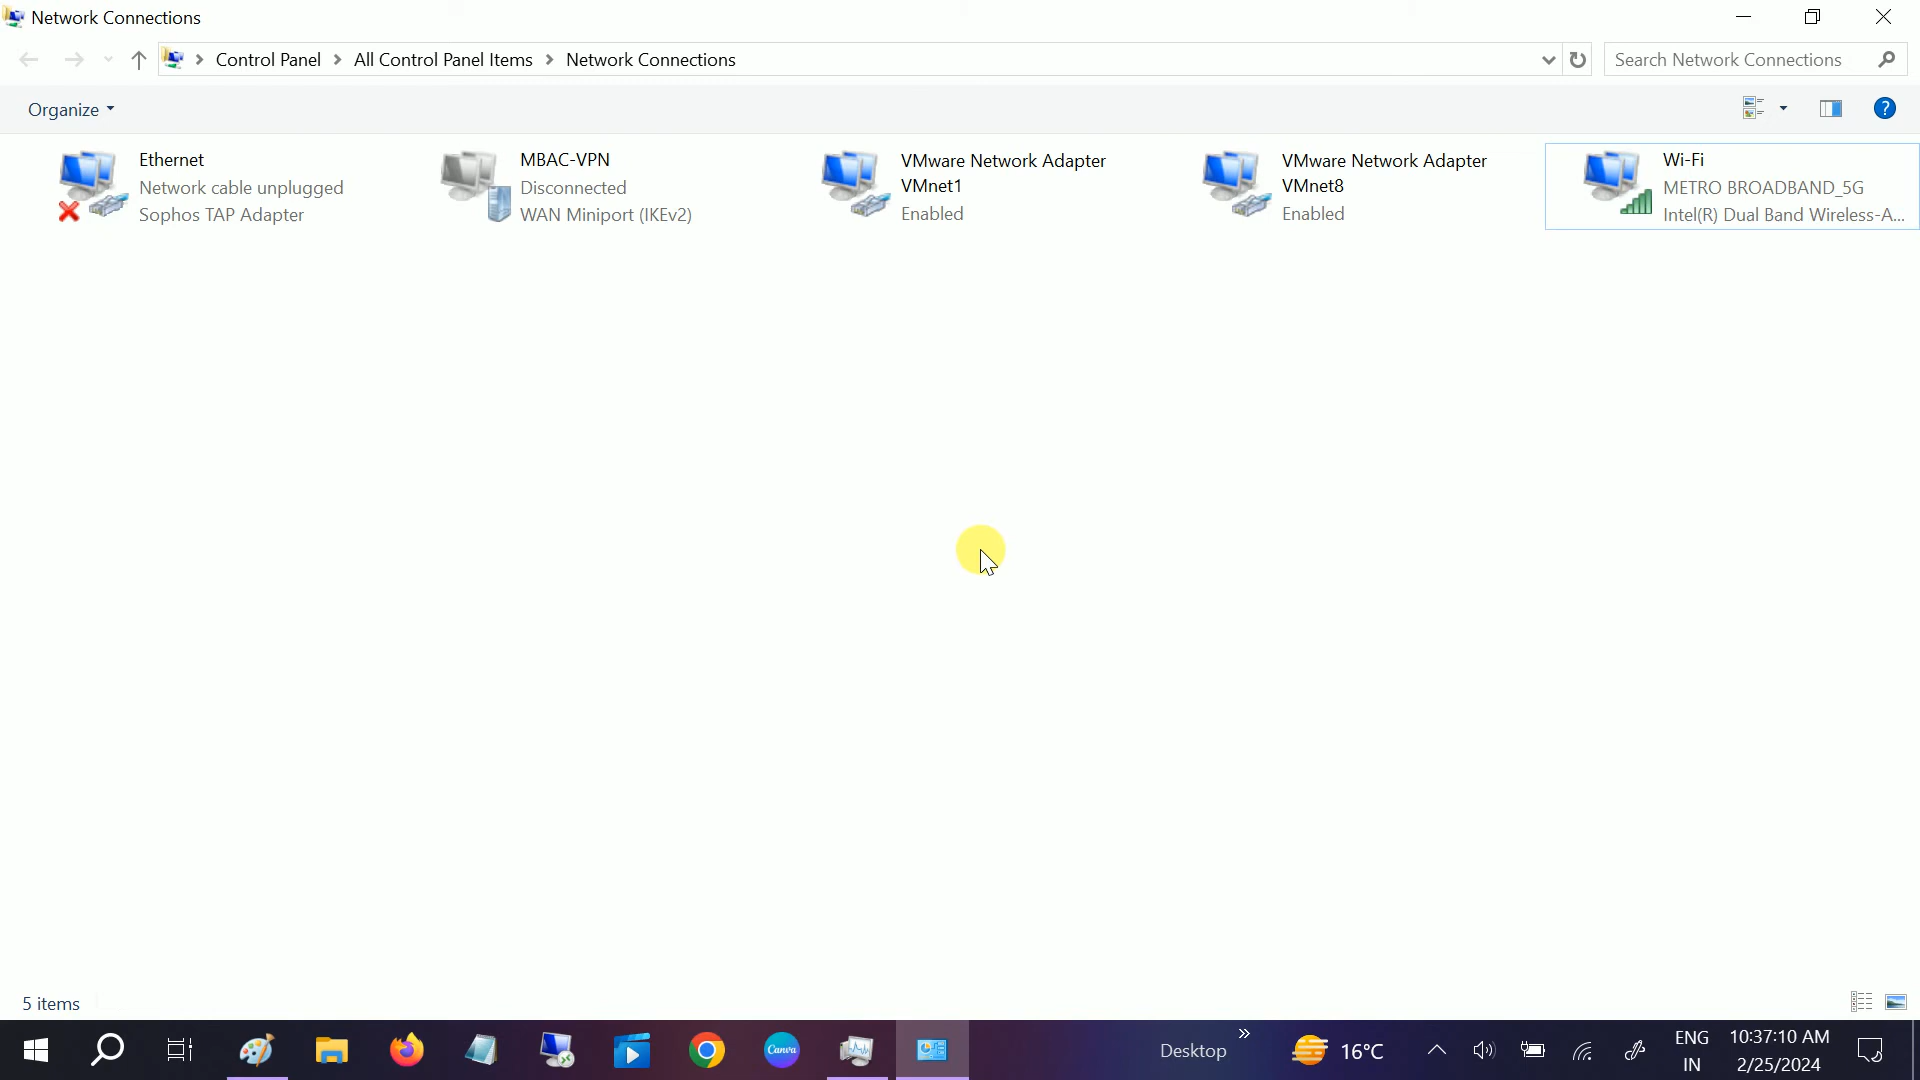 Network Connections
Control Panel All Control Panel Items Network Connections
Search Network Connections
Organize
?
Ethernet
Network cable unplugged
Sophos TAP Adapter
MBAC-VPN
Disconnected
WAN Miniport (IKEv2)
VMware Network Adapter
VMnet1
Enabled
VMware Network Adapter
VMnet8
Enabled
Wi-Fi
METRO BROADBAND_5G
Intel(R) Dual Band Wireless-A...
5 items
Canva
Desktop
16°C
ENG
IN
10:37:10 AM
2/25/2024